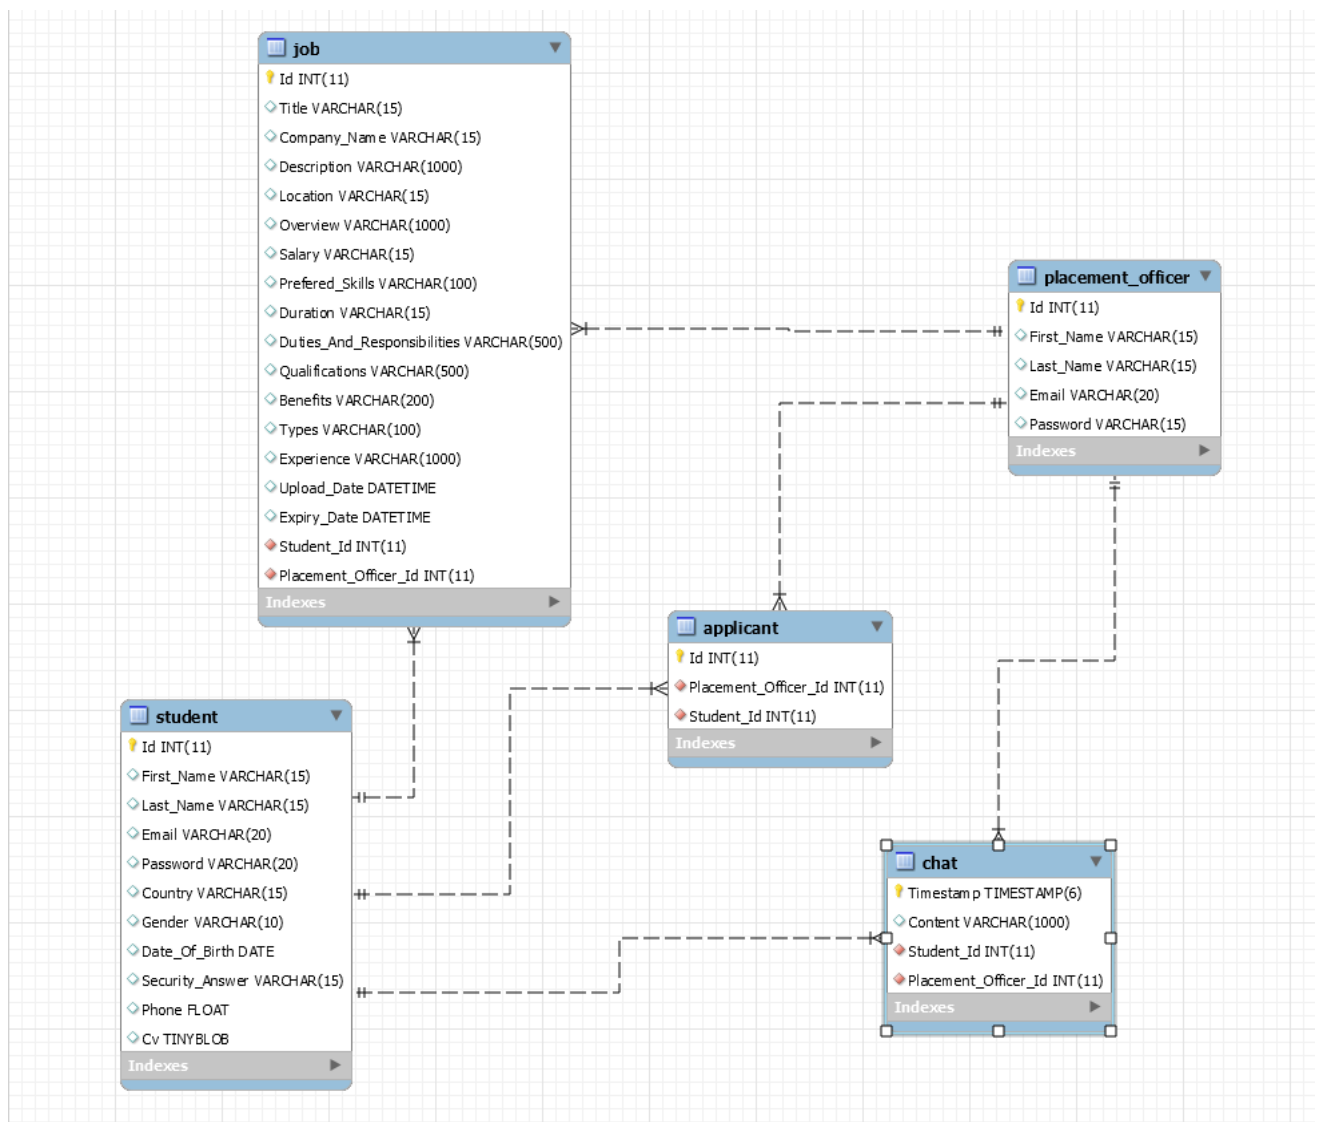 job
Id INT(11)
Title VARCHAR(15)
Company_Name VARCHAR(15)
Description VARCHAR(1000)
Location VARCHAR(15)
Overview VARCHAR(1000)
Salary VARCHAR(15)
Prefered_Skills VARCHAR(100)
Duration VARCHAR(15)
Duties_And_Responsibilities VARCHAR(500)
Qualifications VARCHAR(500)
Benefits VARCHAR(200)
Types VARCHAR(100)
Experience VARCHAR(1000)
Upload_Date DATETIME
Expiry_Date DATETIME
Student_Id INT(11)
Placement_Officer_Id INT(11)
Indexes
placement_officer
Id INT(11)
First_Name VARCHAR(15)
Last_Name VARCHAR(15)
Email VARCHAR(20)
Password VARCHAR(15)
Indexes
applicant
Id INT(11)
Placement_Officer_Id INT(11)
Student_Id INT(11)
Indexes
student
Id INT(11)
First_Name VARCHAR(15)
Last_Name VARCHAR(15)
Email VARCHAR(20)
Password VARCHAR(20)
Country VARCHAR(15)
Gender VARCHAR(10)
Date_Of_Birth DATE
Security_Answer VARCHAR(15)
Phone FLOAT
Cv TINYBLOB
Indexes
chat
Timestamp TIMESTAMP(6)
Content VARCHAR(1000)
Student_Id INT(11)
Placement_Officer_Id INT(11)
Indexes